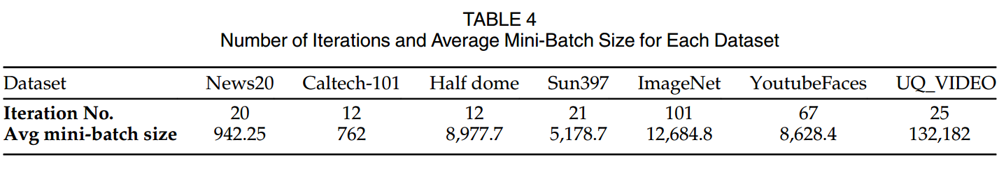 TABLE 4
Number of Iterations and Average Mini-Batch Size for Each Dataset
Dataset News20 Caltech-101 Half dome Sun397 ImageNet YoutubeFaces UQ_VIDEO
Iteration No. 20 12 12 21 101 67 25
Avg mini-batch size 942.25 762 8,977.7 5,178.7 12,684.8 8,628.4 132,182